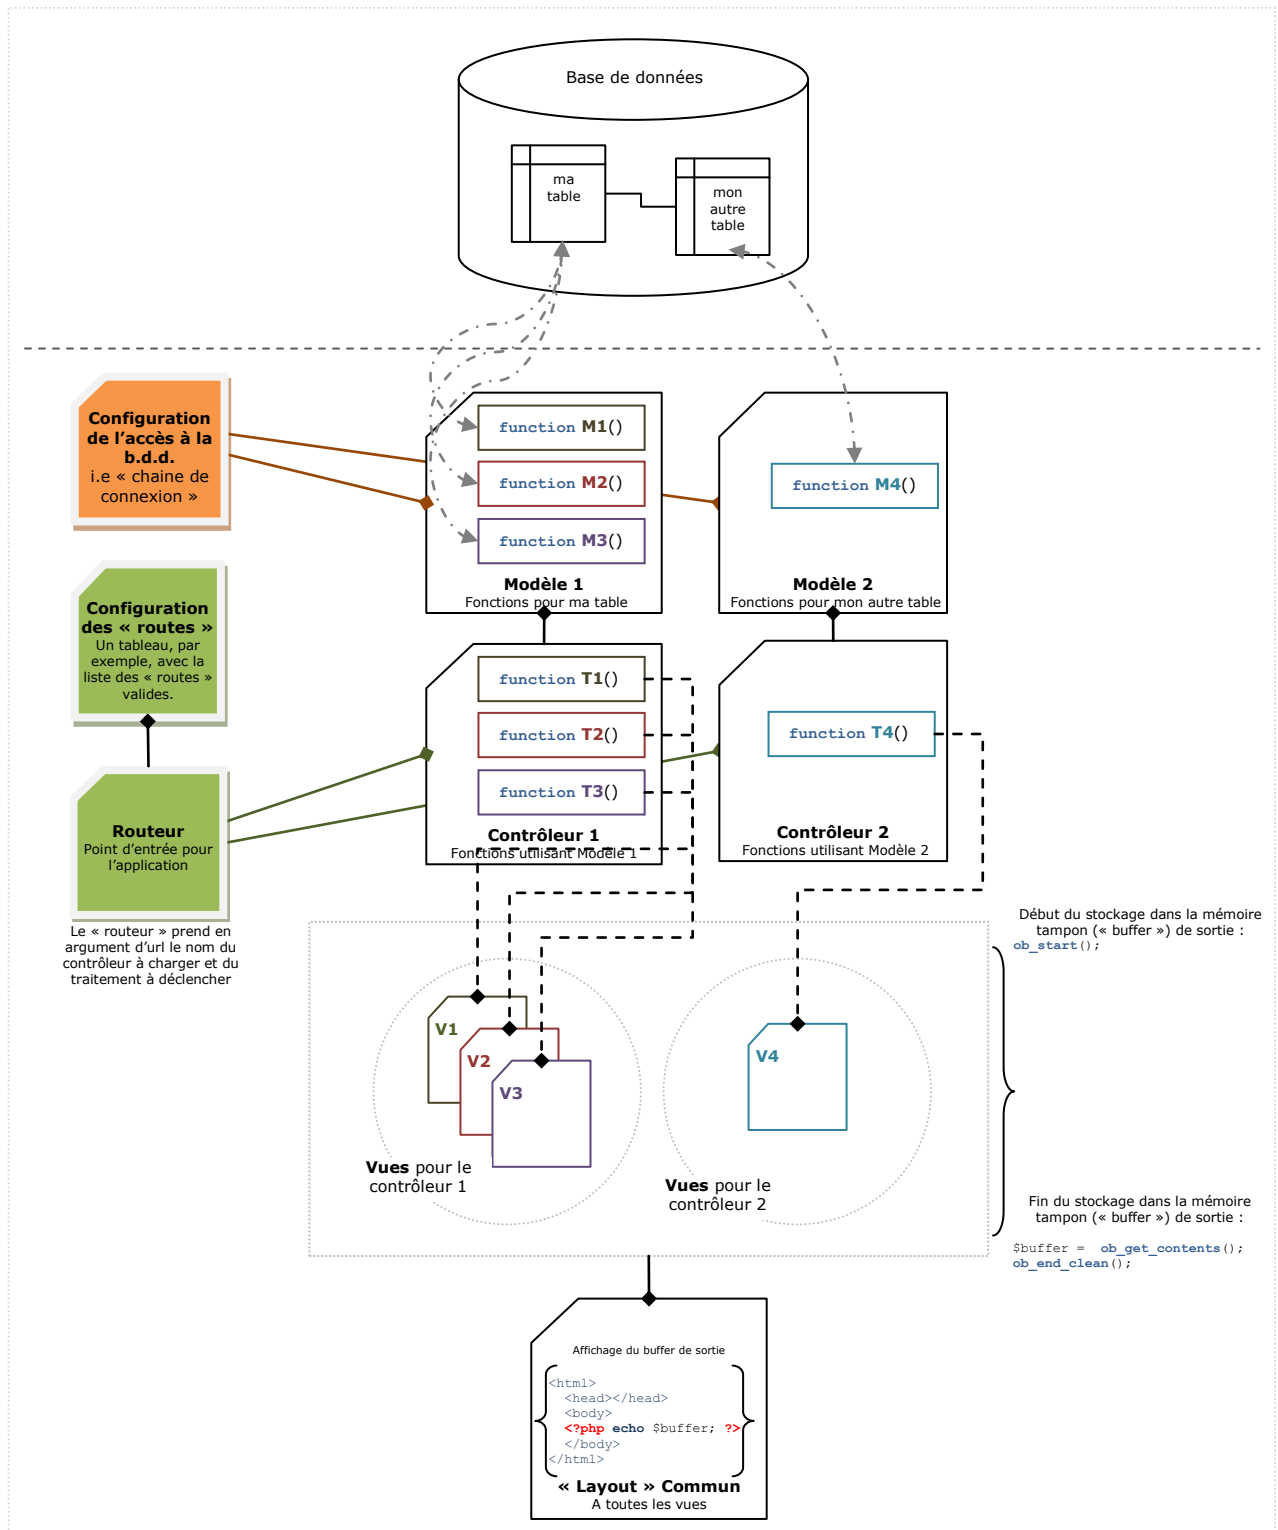 Base de données
ma
table
mon
autre
table
Configuration
de l’accès à la
b.d.d.
i.e « chaine de
connexion »
function M1()
function M2()
function M3()
Modèle 1
Fonctions pour ma table
function M4()
Modèle 2
Fonctions pour mon autre table
Configuration
des « routes »
Un tableau, par
exemple, avec la
liste des « routes »
valides.
function T1()
function T2()
function T3()
Contrôleur 1
Fonctions utilisant Modèle 1
function T4()
Contrôleur 2
Fonctions utilisant Modèle 2
Routeur
Point d’entrée pour
l’application
Le « routeur » prend en
argument d’url le nom du
contrôleur à charger et du
traitement à déclencher
Début du stockage dans la mémoire
tampon (« buffer ») de sortie :
ob_start();
V1
V2
V3
Vues pour le
contrôleur 1
V4
Vues pour le
contrôleur 2
Fin du stockage dans la mémoire
tampon (« buffer ») de sortie :
$buffer = ob_get_contents();
ob_end_clean();
Affichage du buffer de sortie
<html>
<head></head>
<body>
<?php echo $buffer; ?>
</body>
</html>
« Layout » Commun
A toutes les vues